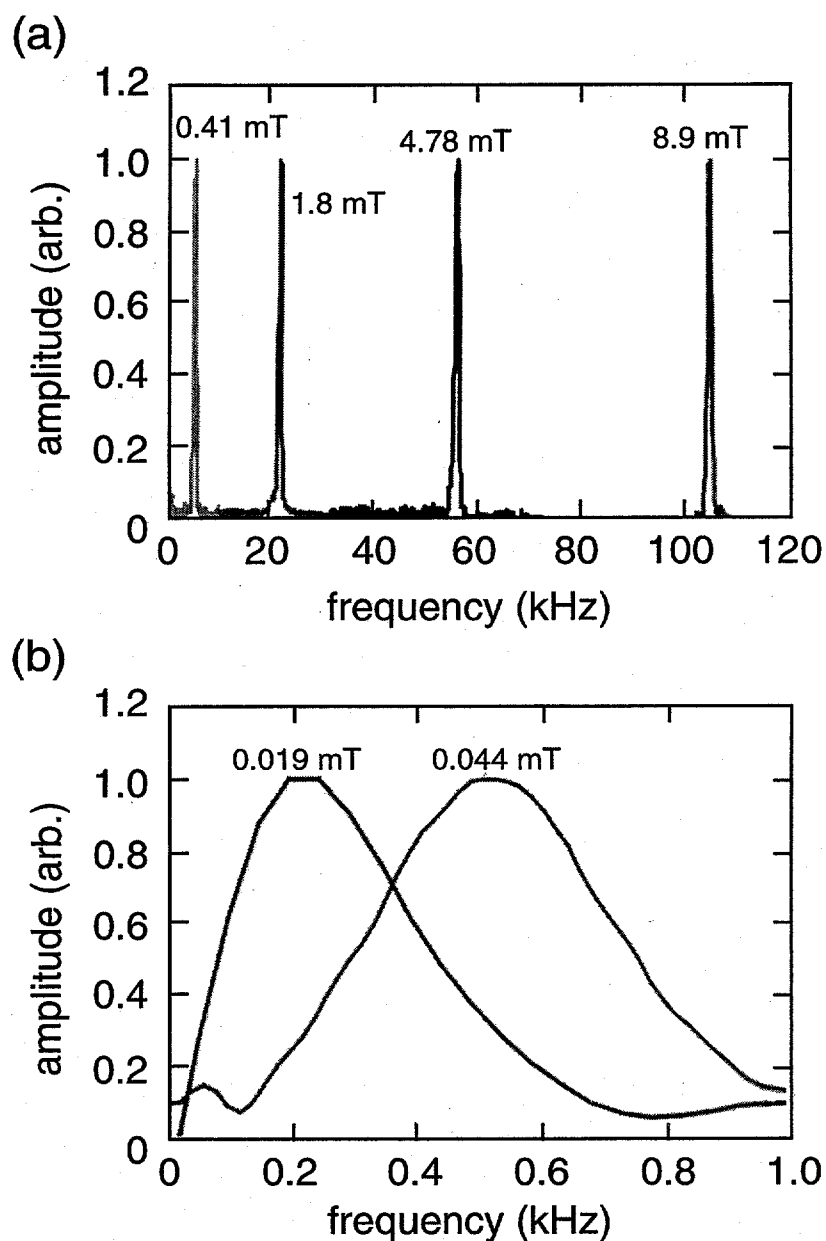 (a)
1.2
0.41 mT
4.78 mT
8.9 mT
1.0
1.8 mT
0.8
0.6
0.4
0.2
0
amplitude (arb.)
0 20 40 60 80 100 120
frequency (kHz)
(b)
1.2
0.019 mT
0.044 mT
1.0
0.8
0.6
0.4
0.2
0
amplitude (arb.)
0 0.2 0.4 0.6 0.8 1.0
frequency (kHz)